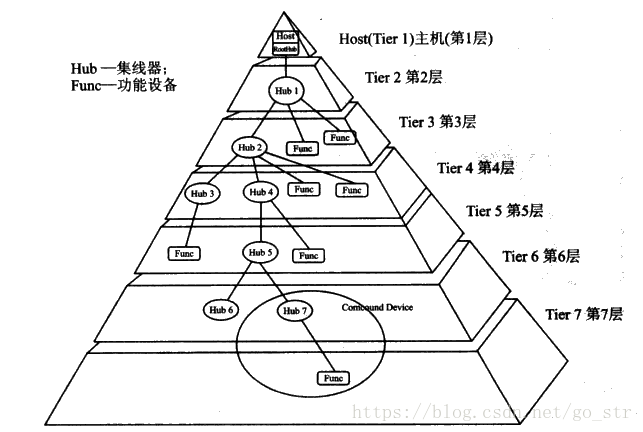 Host
RootHub
Host(Tier 1)主机(第1层)
Hub —集线器；
Func—功能设备
Tier 2 第2层
Hub 1
Tier 3 第3层
Func
Hub 2
Func
Tier 4 第4层
Hub 3
Hub 4
Func
Func
Tier 5 第5层
Func
Hub 5
Func
Tier 6 第6层
Hub 6
Hub 7
Comound Device
Tier 7 第7层
Func
https://blog.csdn.net/go_str